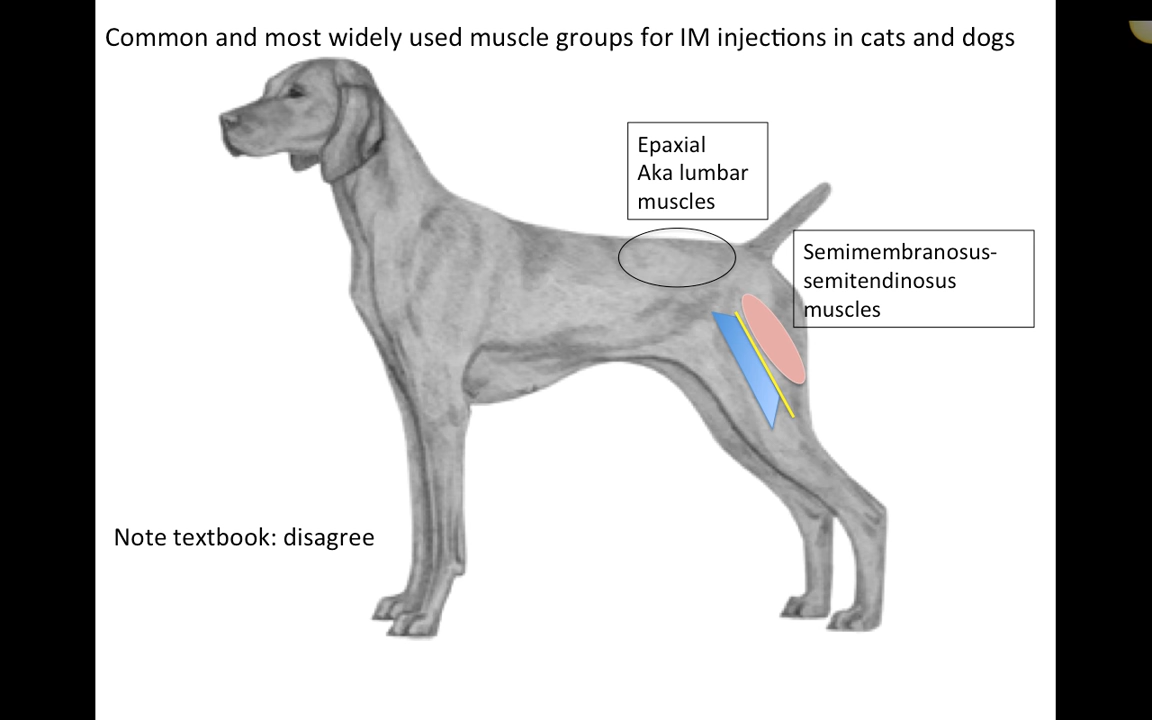 Common and most widely used muscle groups for IM injections in cats and dogs
Epaxial
Aka lumbar
muscles
Semimembranosus-
semitendinosus
muscles
Note textbook: disagree